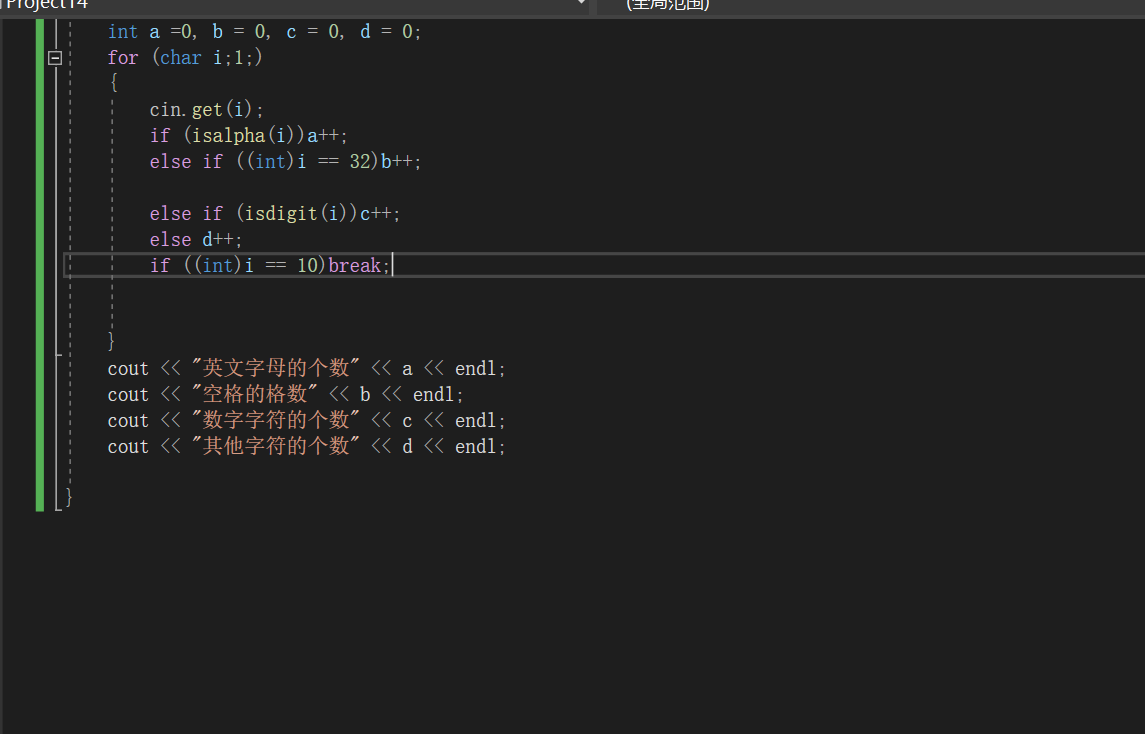 Project14
(全局范围)
int a =0, b = 0, c = 0, d = 0;
for (char i;1;)
{
cin.get(i);
if (isalpha(i))a++;
else if ((int)i == 32)b++;
else if (isdigit(i))c++;
else d++;
if ((int)i == 10)break;
}
cout << "英文字母的个数" << a << endl;
cout << "空格的格数" << b << endl;
cout << "数字字符的个数" << c << endl;
cout << "其他字符的个数" << d << endl;
}